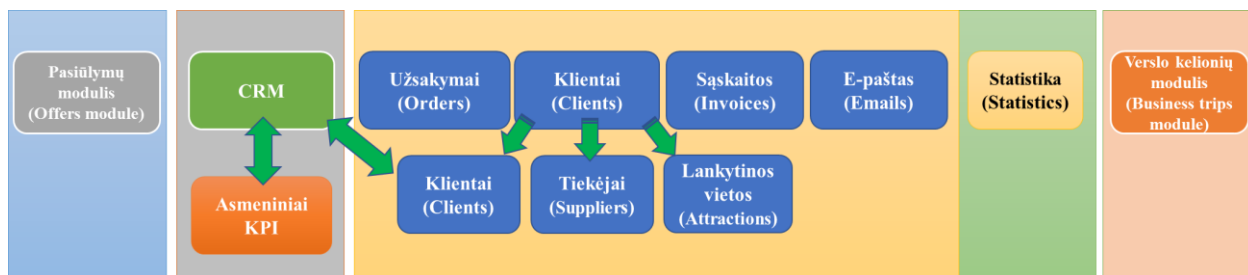 Pasiūlymų
modulis
(Offers module)
CRM
Asmeniniai
KPI
Užsakymai
(Orders)
Klientai
(Clients)
Sąskaitos
(Invoices)
E-paštas
(Emails)
Klientai
(Clients)
Tiekėjai
(Suppliers)
Lankytinos
vietos
(Attractions)
Statistika
(Statistics)
Verslo kelionių
modulis
(Business trips
module)